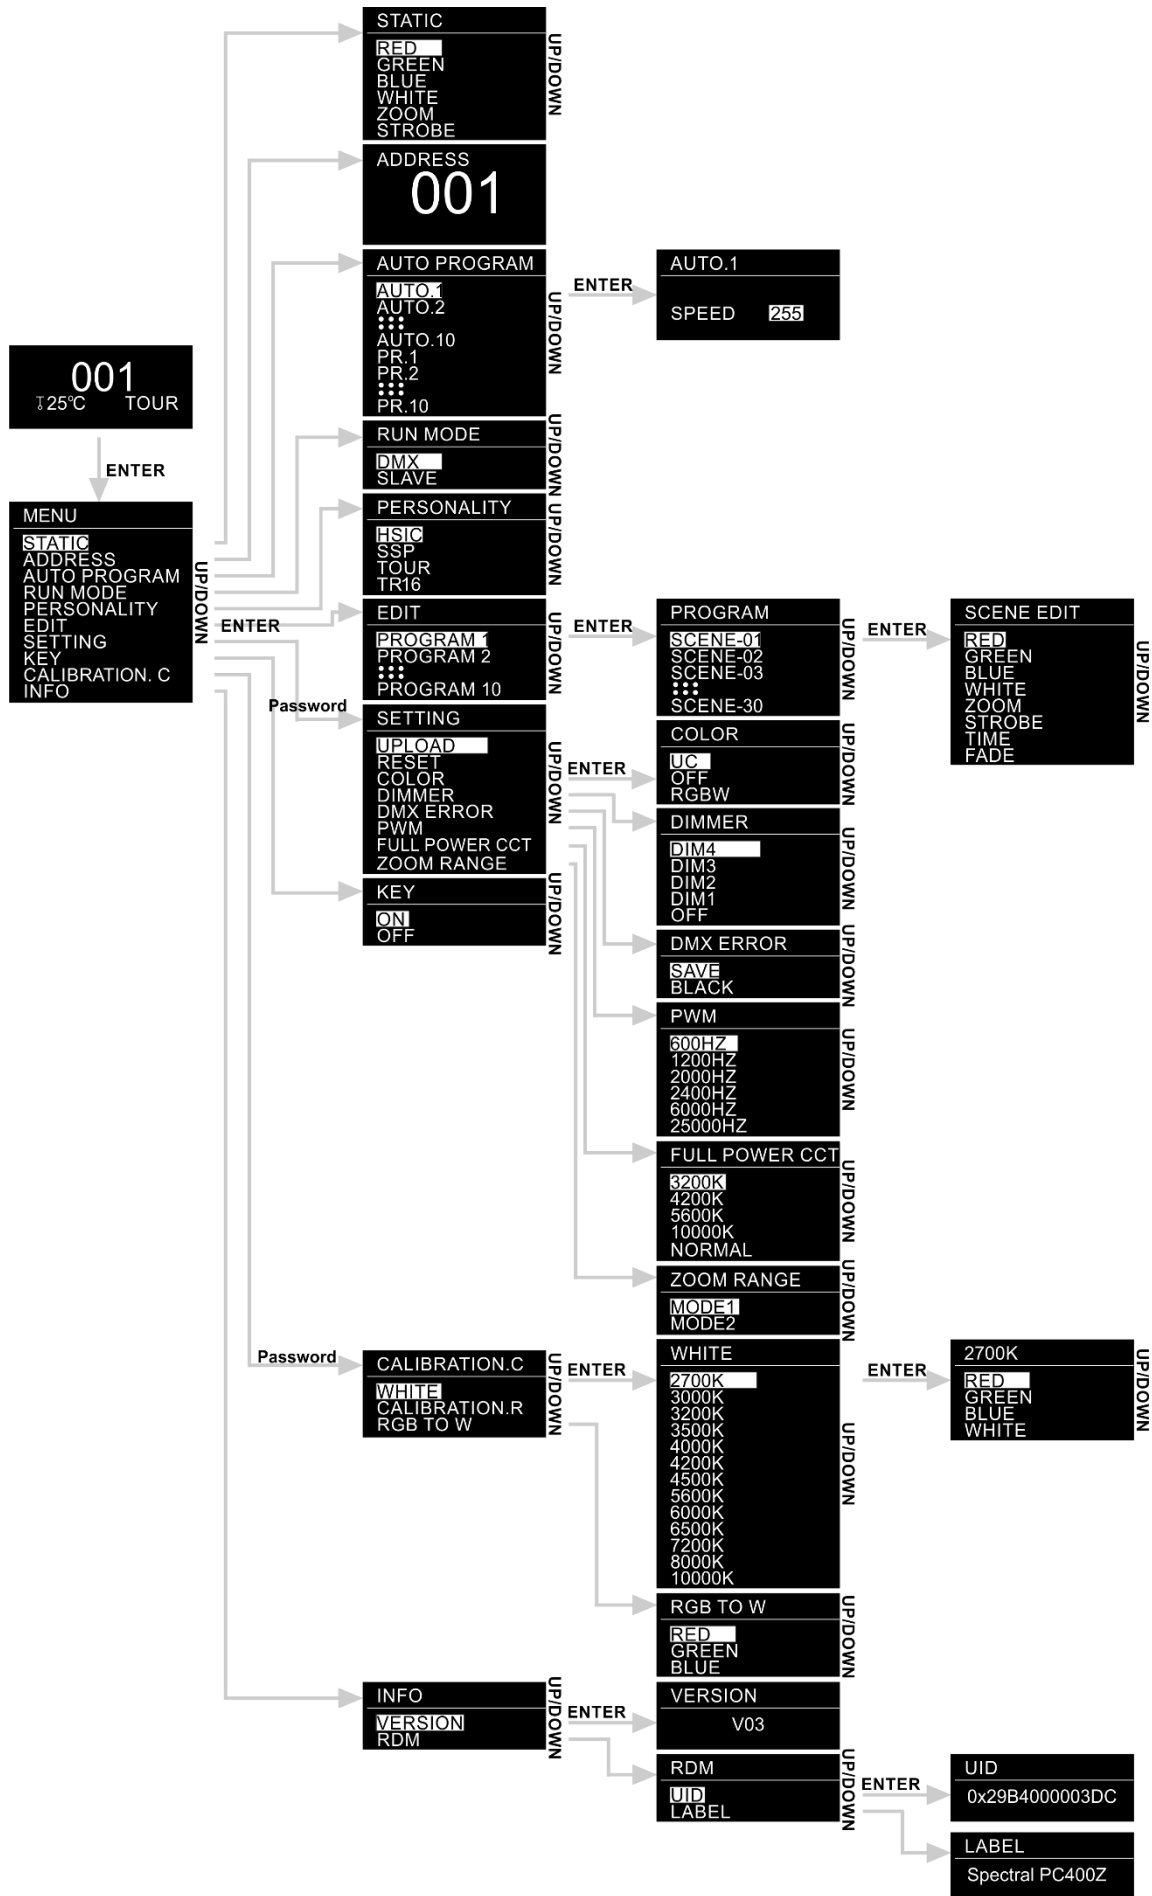 STATIC
RED
GREEN
BLUE
WHITE
ZOOM
STROBE
UP/DOWN
ADDRESS
001
AUTO PROGRAM
AUTO.1
AUTO.2
AUTO.10
PR.1
PR.2
PR.10
UP/DOWN
ENTER
AUTO.1
SPEED 255
001
25°C TOUR
ENTER
MENU
STATIC
ADDRESS
AUTO PROGRAM
RUN MODE
PERSONALITY
EDIT
SETTING
KEY
CALIBRATION. C
INFO
UP/DOWN
ENTER
RUN MODE
DMX
SLAVE
UP/DOWN
PERSONALITY
HSIC
SSP
TOUR
TR16
UP/DOWN
EDIT
PROGRAM 1
PROGRAM 2
PROGRAM 10
UP/DOWN
ENTER
PROGRAM
SCENE-01
SCENE-02
SCENE-03
SCENE-30
UP/DOWN
ENTER
SCENE EDIT
RED
GREEN
BLUE
WHITE
ZOOM
STROBE
TIME
FADE
UP/DOWN
Password
SETTING
UPLOAD
RESET
COLOR
DIMMER
DMX ERROR
PWM
FULL POWER CCT
ZOOM RANGE
UP/DOWN
ENTER
COLOR
UC
OFF
RGBW
UP/DOWN
DIMMER
DIM4
DIM3
DIM2
DIM1
OFF
UP/DOWN
KEY
ON
OFF
UP/DOWN
DMX ERROR
SAVE
BLACK
UP/DOWN
PWM
600HZ
1200HZ
2000HZ
2400HZ
6000HZ
25000HZ
UP/DOWN
FULL POWER CCT
3200K
4200K
5600K
10000K
NORMAL
UP/DOWN
ZOOM RANGE
MODE1
MODE2
UP/DOWN
Password
CALIBRATION.C
WHITE
CALIBRATION.R
RGB TO W
UP/DOWN
ENTER
WHITE
2700K
3000K
3200K
3500K
4000K
4200K
4500K
5600K
6000K
6500K
7200K
8000K
10000K
UP/DOWN
ENTER
2700K
RED
GREEN
BLUE
WHITE
UP/DOWN
RGB TO W
RED
GREEN
BLUE
UP/DOWN
INFO
VERSION
RDM
UP/DOWN
ENTER
VERSION
V03
RDM
UID
LABEL
UP/DOWN
ENTER
UID
0x29B4000003DC
LABEL
Spectral PC400Z